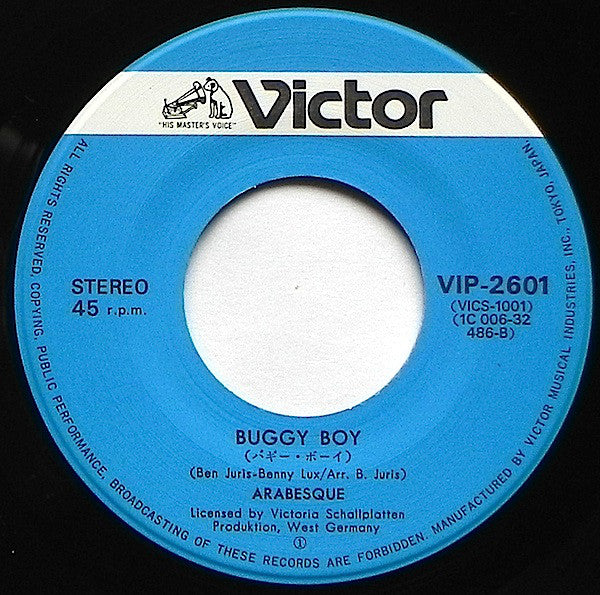 Victor
"HIS MASTER'S VOICE"
STEREO
45 r.p.m.
VIP-2601
(VICS-1001)
(1C 006-32
486-B)
BUGGY BOY
(バギー・ボーイ)
(Ben Juris-Benny Lux/Arr. B. Juris)
ARABESQUE
Licensed by Victoria Schallplatten
Produktion, West Germany
①
ALL RIGHTS RESERVED. COPYING, PUBLIC PERFORMANCE, BROADCASTING OF THESE RECORDS ARE FORBIDDEN. MANUFACTURED BY VICTOR MUSICAL INDUSTRIES, INC., TOKYO, JAPAN.